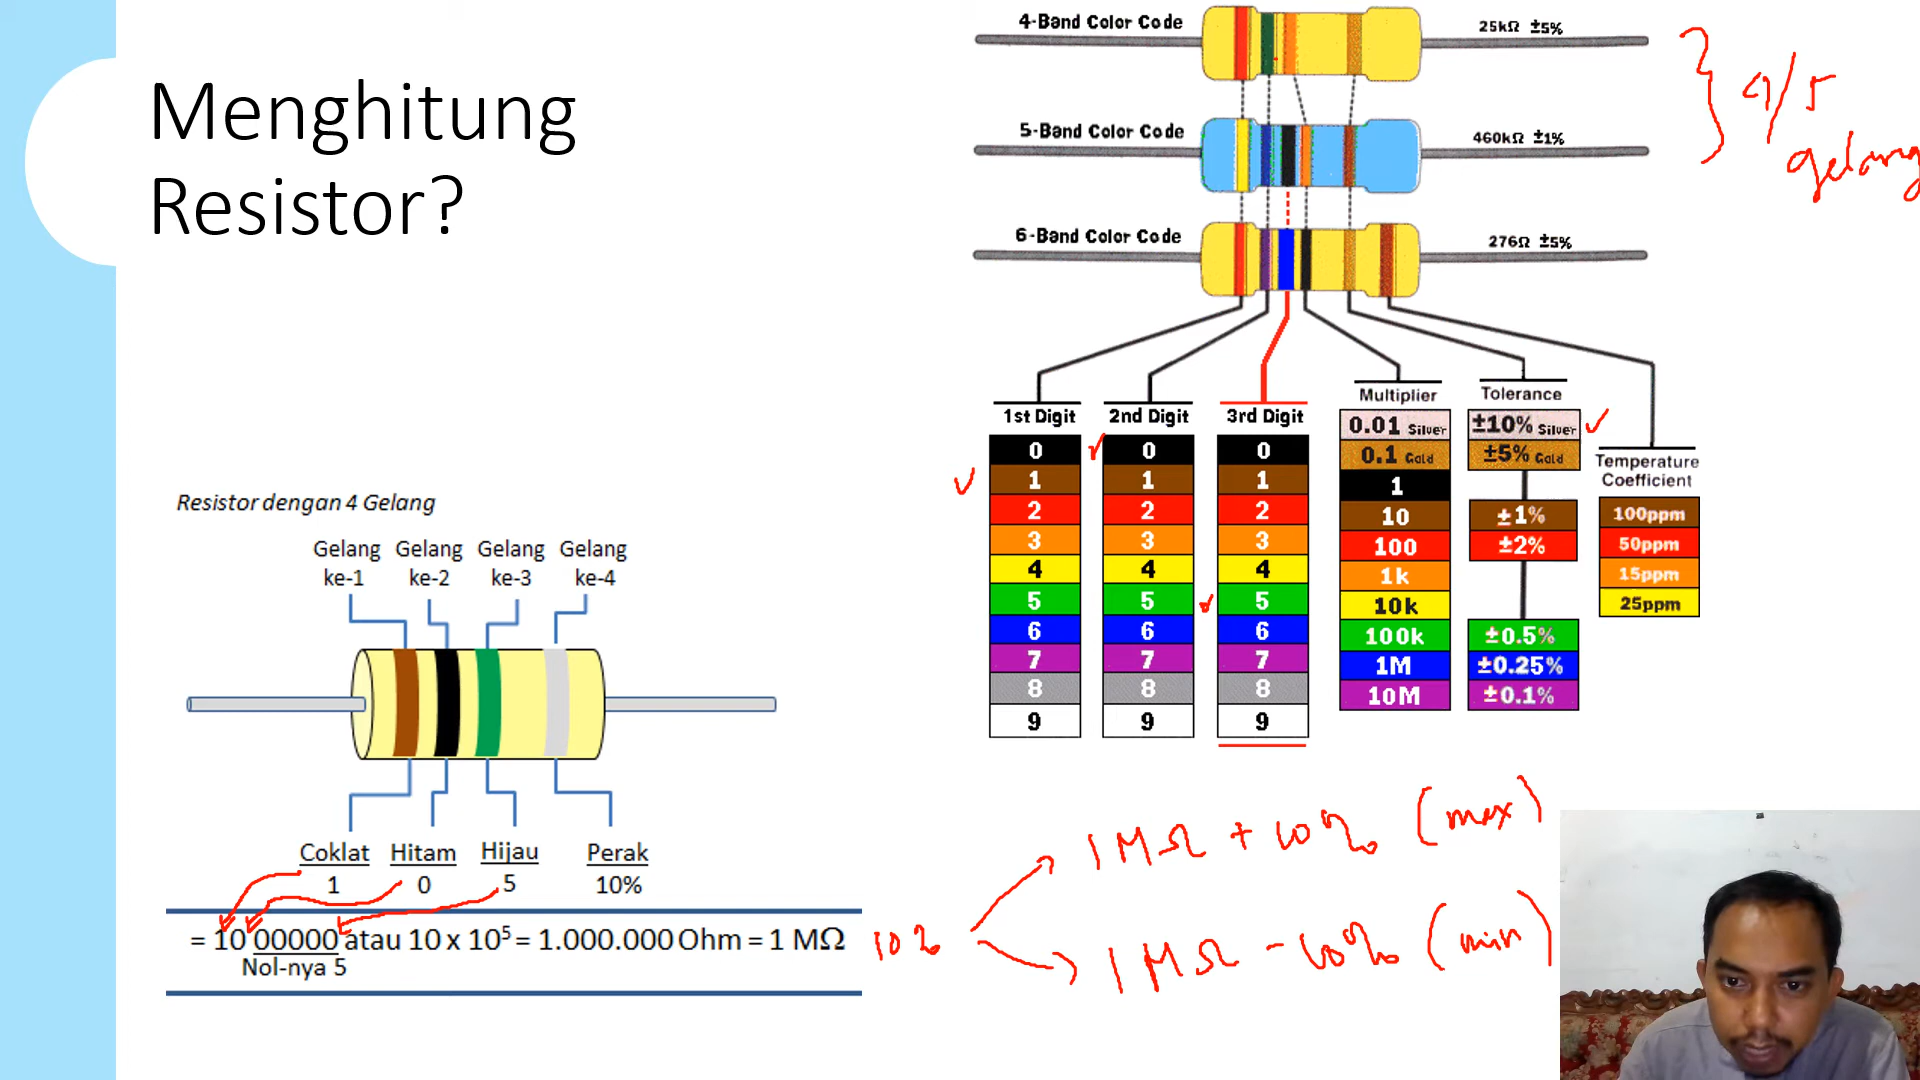 Menghitung
Resistor?
4-Band Color Code
25kΩ ±5%
5-Band Color Code
460kΩ ±1%
6-Band Color Code
276Ω ±5%
4/5
gelang
1st Digit
2nd Digit
3rd Digit
Multiplier
Tolerance
Temperature
Coefficient
0 0 0 0.01 Silver ±10% Silver
1 1 1 0.1 Gold ±5% Gold
2 2 2 1
3 3 3 10 ±1% 100ppm
4 4 4 100 ±2% 50ppm
5 5 5 1k 15ppm
6 6 6 10k 25ppm
7 7 7 100k ±0.5%
8 8 8 1M ±0.25%
9 9 9 10M ±0.1%
Resistor dengan 4 Gelang
Gelang ke-1
Gelang ke-2
Gelang ke-3
Gelang ke-4
Coklat Hitam Hijau Perak
1 0 5 10%
= 10 00000 atau 10 x 10⁵ = 1.000.000 Ohm = 1 MΩ
Nol-nya 5
10%
1 MΩ + 10% (max)
1 MΩ - 10% (min)